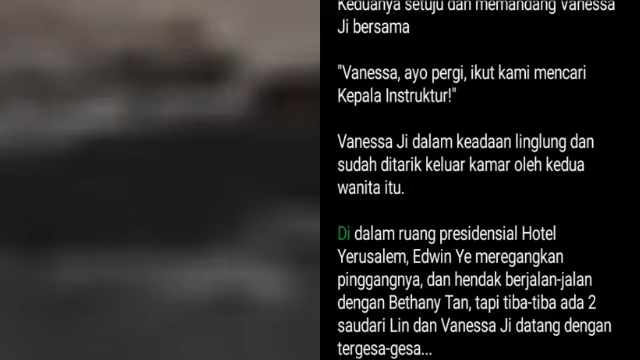 Keduanya setuju dan memandang Vanessa
Ji bersama
"Vanessa, ayo pergi, ikut kami mencari
Kepala Instruktur!"
Vanessa Ji dalam keadaan linglung dan
sudah ditarik keluar kamar oleh kedua
wanita itu.
Di dalam ruang presidensial Hotel
Yerusalem, Edwin Ye meregangkan
pinggangnya, dan hendak berjalan-jalan
dengan Bethany Tan, tapi tiba-tiba ada 2
saudari Lin dan Vanessa Ji datang dengan
tergesa-gesa...